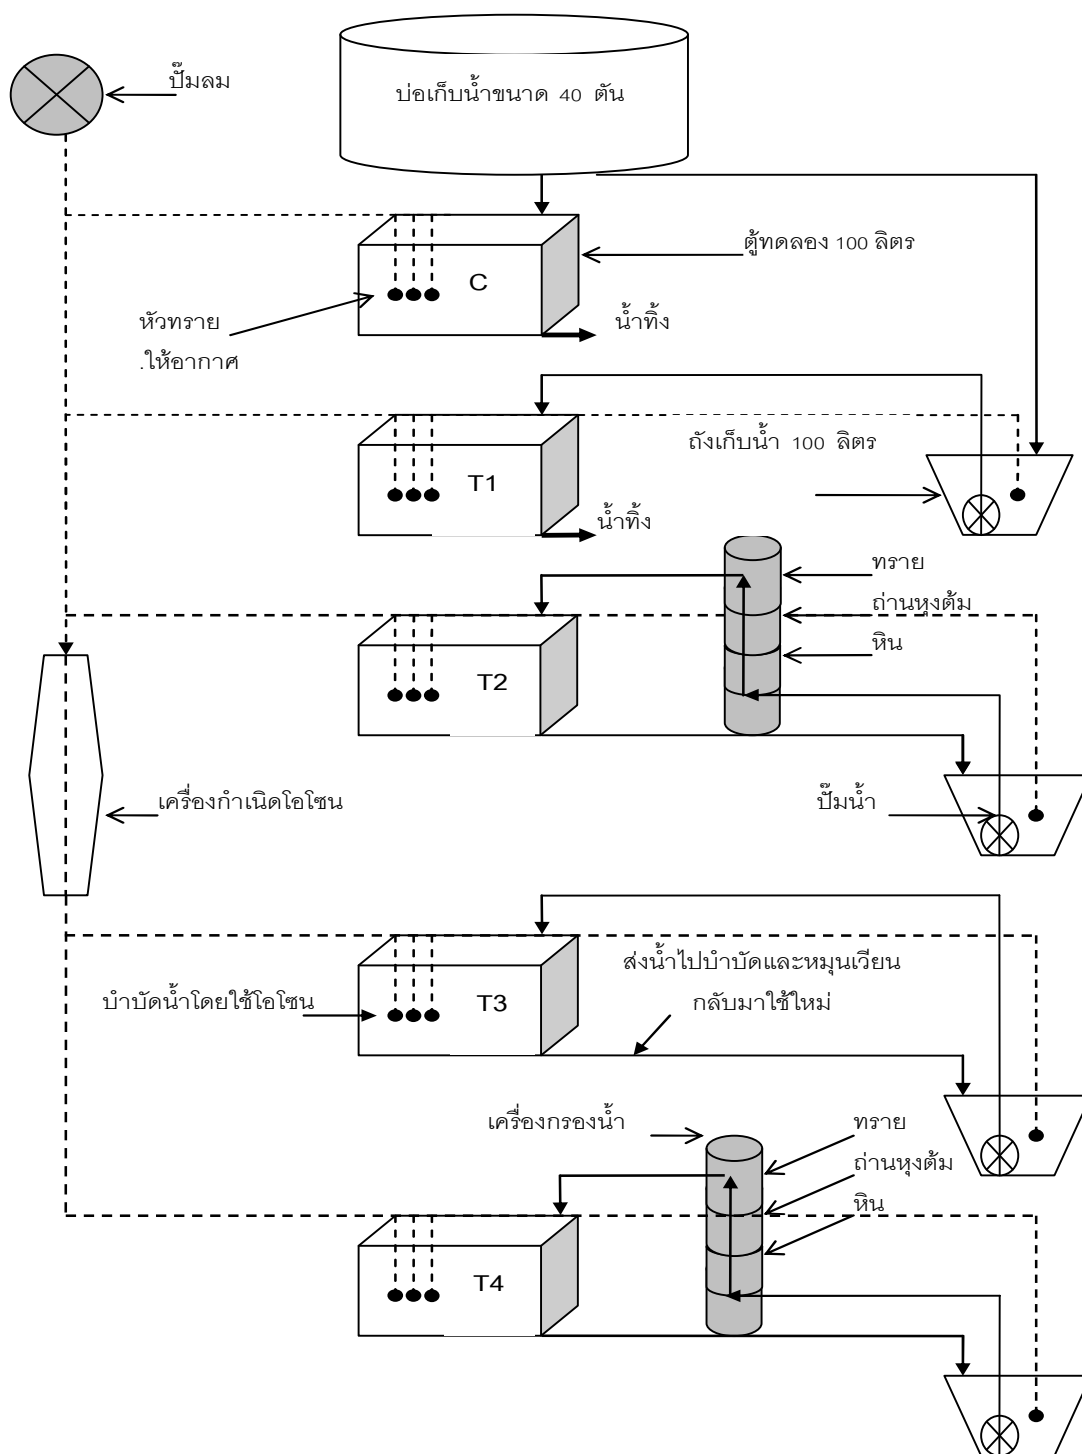 ปั๊มลม
บ่อเก็บน้ำขนาด 40 ตัน
ตู้ทดลอง 100 ลิตร
C
หัวทราย
.ให้อากาศ
น้ำทิ้ง
ถังเก็บน้ำ 100 ลิตร
T1
น้ำทิ้ง
ทราย
ถ่านหุงต้ม
หิน
T2
เครื่องกำเนิดโอโซน
ปั๊มน้ำ
ส่งน้ำไปบำบัดและหมุนเวียน
กลับมาใช้ใหม่
บำบัดน้ำโดยใช้โอโซน
T3
เครื่องกรองน้ำ
ทราย
ถ่านหุงต้ม
หิน
T4